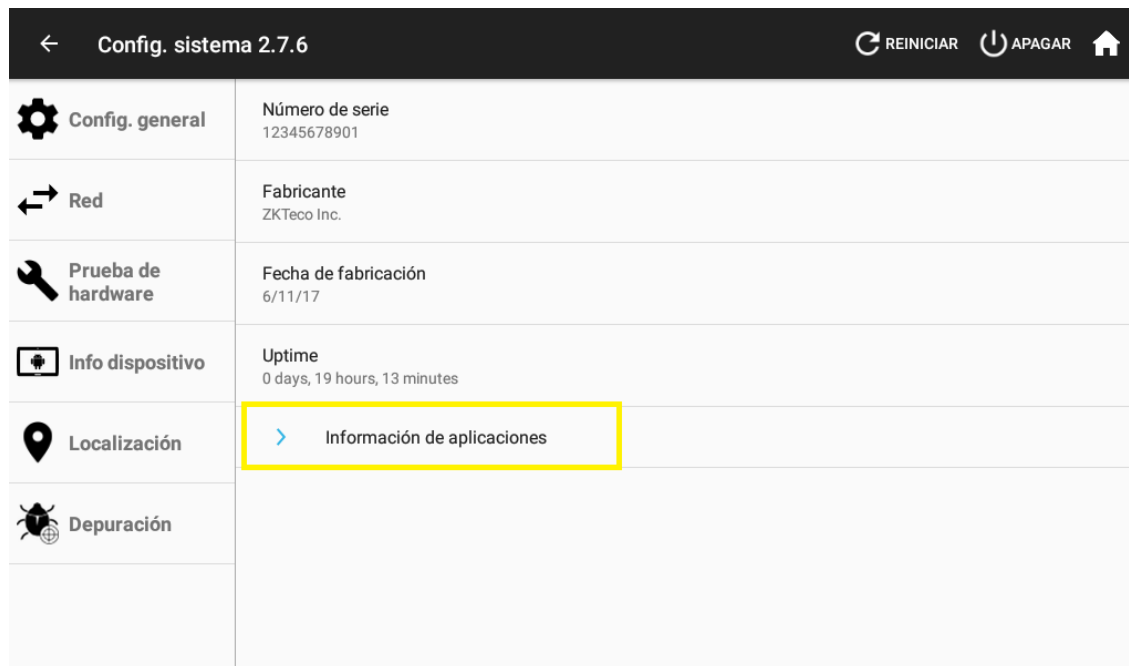 Config. sistema 2.7.6
REINICIAR
APAGAR
Config. general
Red
Prueba de
hardware
Info dispositivo
Localización
Depuración
Número de serie
12345678901
Fabricante
ZKTeco Inc.
Fecha de fabricación
6/11/17
Uptime
0 days, 19 hours, 13 minutes
Información de aplicaciones